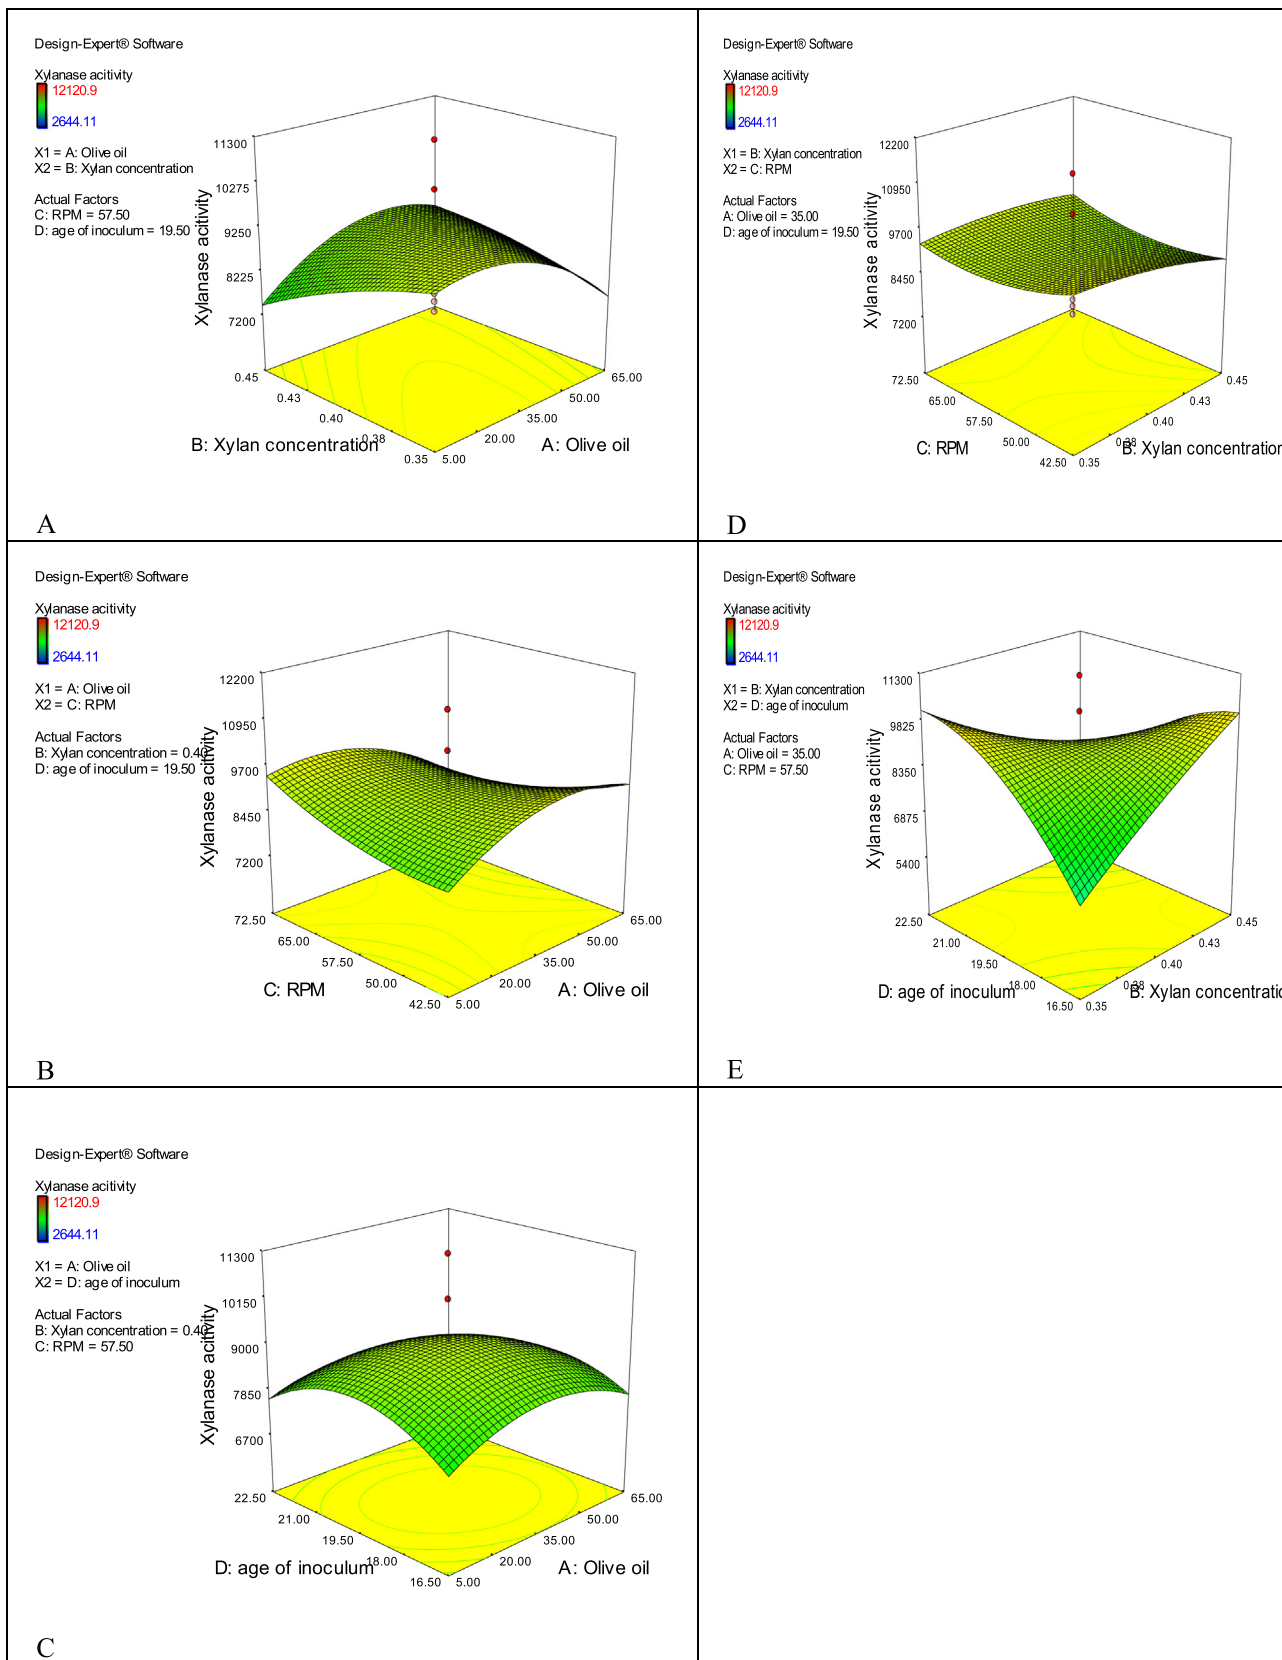 Design-Expert® Software
Xylanase acitivity
12120.9
2644.11
X1 = A: Olive oil
X2 = B: Xylan concentration
Actual Factors
C: RPM = 57.50
D: age of inoculum = 19.50
Xylanase acitivity
11300
10275
9250
8225
7200
0.45
0.43
0.40
0.38
0.35
5.00
20.00
35.00
50.00
65.00
B: Xylan concentration
A: Olive oil
A
Design-Expert® Software
Xylanase acitivity
12120.9
2644.11
X1 = B: Xylan concentration
X2 = C: RPM
Actual Factors
A: Olive oil = 35.00
D: age of inoculum = 19.50
Xylanase acitivity
12200
10950
9700
8450
7200
72.50
65.00
57.50
50.00
42.50
0.35
0.38
0.40
0.43
0.45
C: RPM
B: Xylan concentration
D
Design-Expert® Software
Xylanase acitivity
12120.9
2644.11
X1 = A: Olive oil
X2 = C: RPM
Actual Factors
B: Xylan concentration = 0.40
D: age of inoculum = 19.50
Xylanase acitivity
12200
10950
9700
8450
7200
72.50
65.00
57.50
50.00
42.50
5.00
20.00
35.00
50.00
65.00
C: RPM
A: Olive oil
B
Design-Expert® Software
Xylanase acitivity
12120.9
2644.11
X1 = B: Xylan concentration
X2 = D: age of inoculum
Actual Factors
A: Olive oil = 35.00
C: RPM = 57.50
Xylanase acitivity
11300
9825
8350
6875
5400
22.50
21.00
19.50
18.00
16.50
0.35
0.38
0.40
0.43
0.45
D: age of inoculum
B: Xylan concentratio
E
Design-Expert® Software
Xylanase acitivity
12120.9
2644.11
X1 = A: Olive oil
X2 = D: age of inoculum
Actual Factors
B: Xylan concentration = 0.40
C: RPM = 57.50
Xylanase acitivity
11300
10150
9000
7850
6700
22.50
21.00
19.50
18.00
16.50
5.00
20.00
35.00
50.00
65.00
D: age of inoculum
A: Olive oil
C